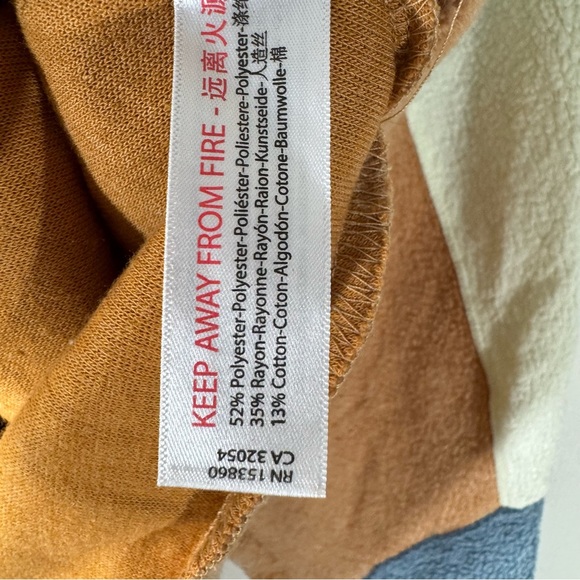 KEEP AWAY FROM FIRE - 远离火源
52% Polyester-Polyester-Poliéster-Poliestere-Polyester-涤纶
35% Rayon-Rayonne-Rayón-Raion-Kunstseide-人造丝
13% Cotton-Coton-Algodón-Cotone-Baumwolle-棉
RN 153860
CA 32054